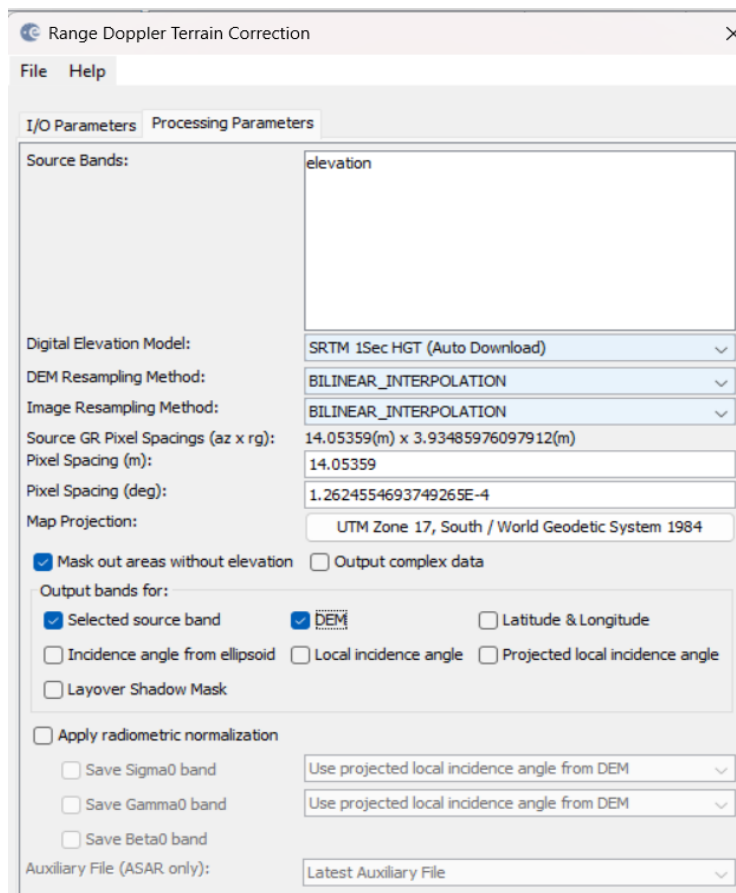 Range Doppler Terrain Correction
File Help
I/O Parameters Processing Parameters
Source Bands: elevation
Digital Elevation Model: SRTM 1Sec HGT (Auto Download)
DEM Resampling Method: BILINEAR_INTERPOLATION
Image Resampling Method: BILINEAR_INTERPOLATION
Source GR Pixel Spacings (az x rg): 14.05359(m) x 3.93485976097912(m)
Pixel Spacing (m): 14.05359
Pixel Spacing (deg): 1.2624554693749265E-4
Map Projection: UTM Zone 17, South / World Geodetic System 1984
Mask out areas without elevation Output complex data
Output bands for:
Selected source band DEM Latitude & Longitude
Incidence angle from ellipsoid Local incidence angle Projected local incidence angle
Layover Shadow Mask
Apply radiometric normalization
Save Sigma0 band Use projected local incidence angle from DEM
Save Gamma0 band Use projected local incidence angle from DEM
Save Beta0 band
Auxiliary File (ASAR only): Latest Auxiliary File